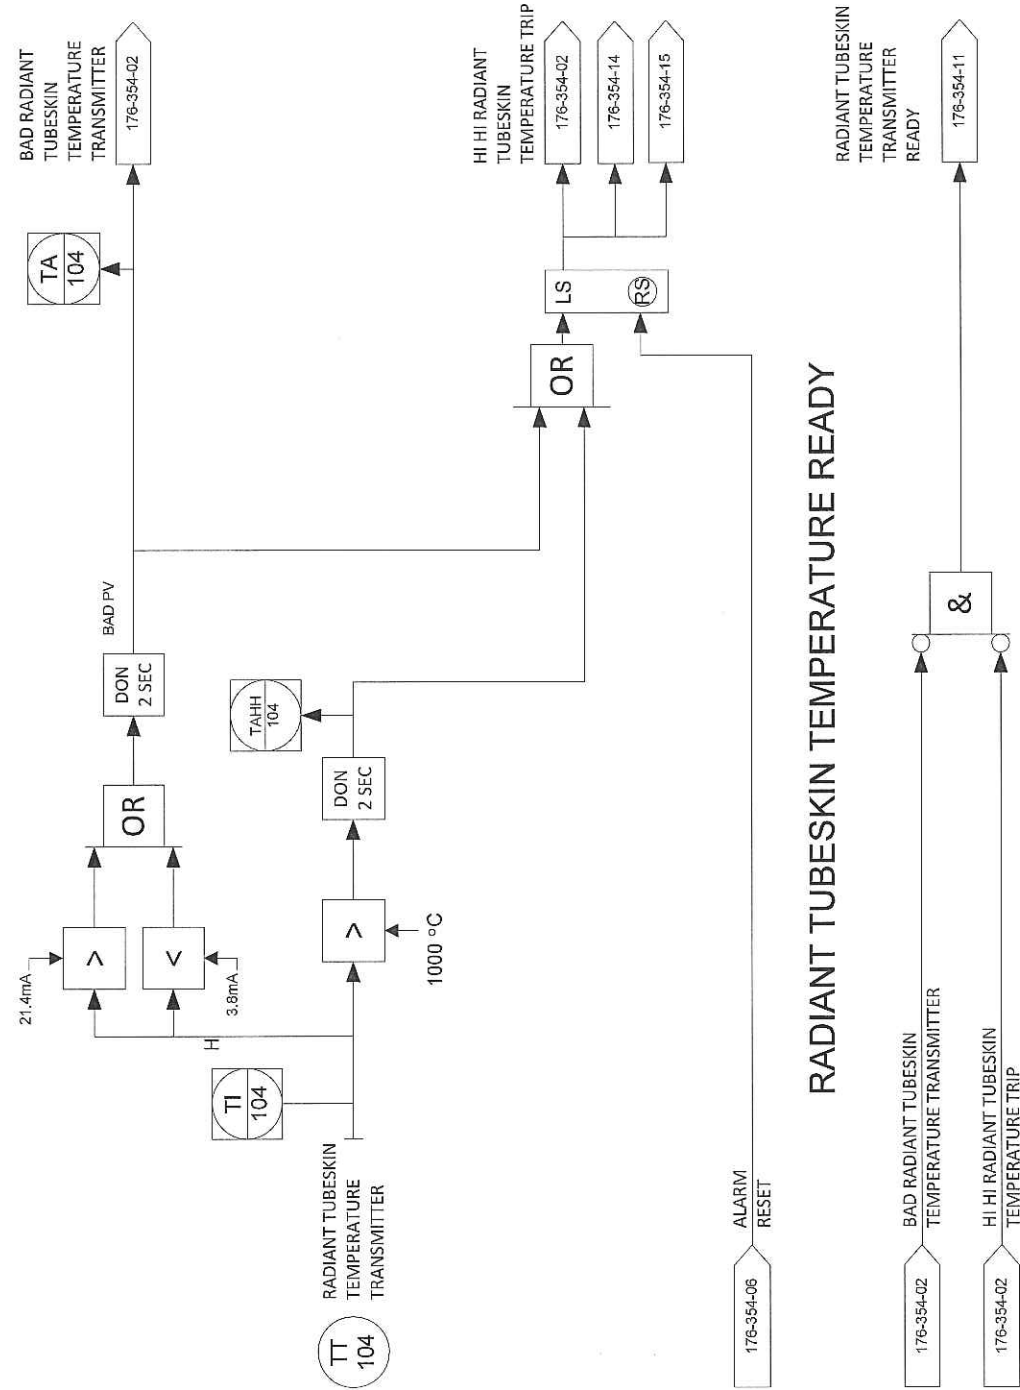 TT
104
RADIANT TUBESKIN
TEMPERATURE
TRANSMITTER
TI
104
H
21.4mA
>
<
3.8mA
OR
DON
2 SEC
BAD PV
TA
104
BAD RADIANT
TUBESKIN
TEMPERATURE
TRANSMITTER
176-354-02
>
1000 °C
DON
2 SEC
TAHH
104
OR
LS
RS
HI HI RADIANT
TUBESKIN
TEMPERATURE TRIP
176-354-02
176-354-14
176-354-15
176-354-06
ALARM
RESET
RADIANT TUBESKIN TEMPERATURE READY
176-354-02
BAD RADIANT TUBESKIN
TEMPERATURE TRANSMITTER
176-354-02
HI HI RADIANT TUBESKIN
TEMPERATURE TRIP
&
RADIANT TUBESKIN
TEMPERATURE
TRANSMITTER
READY
176-354-11